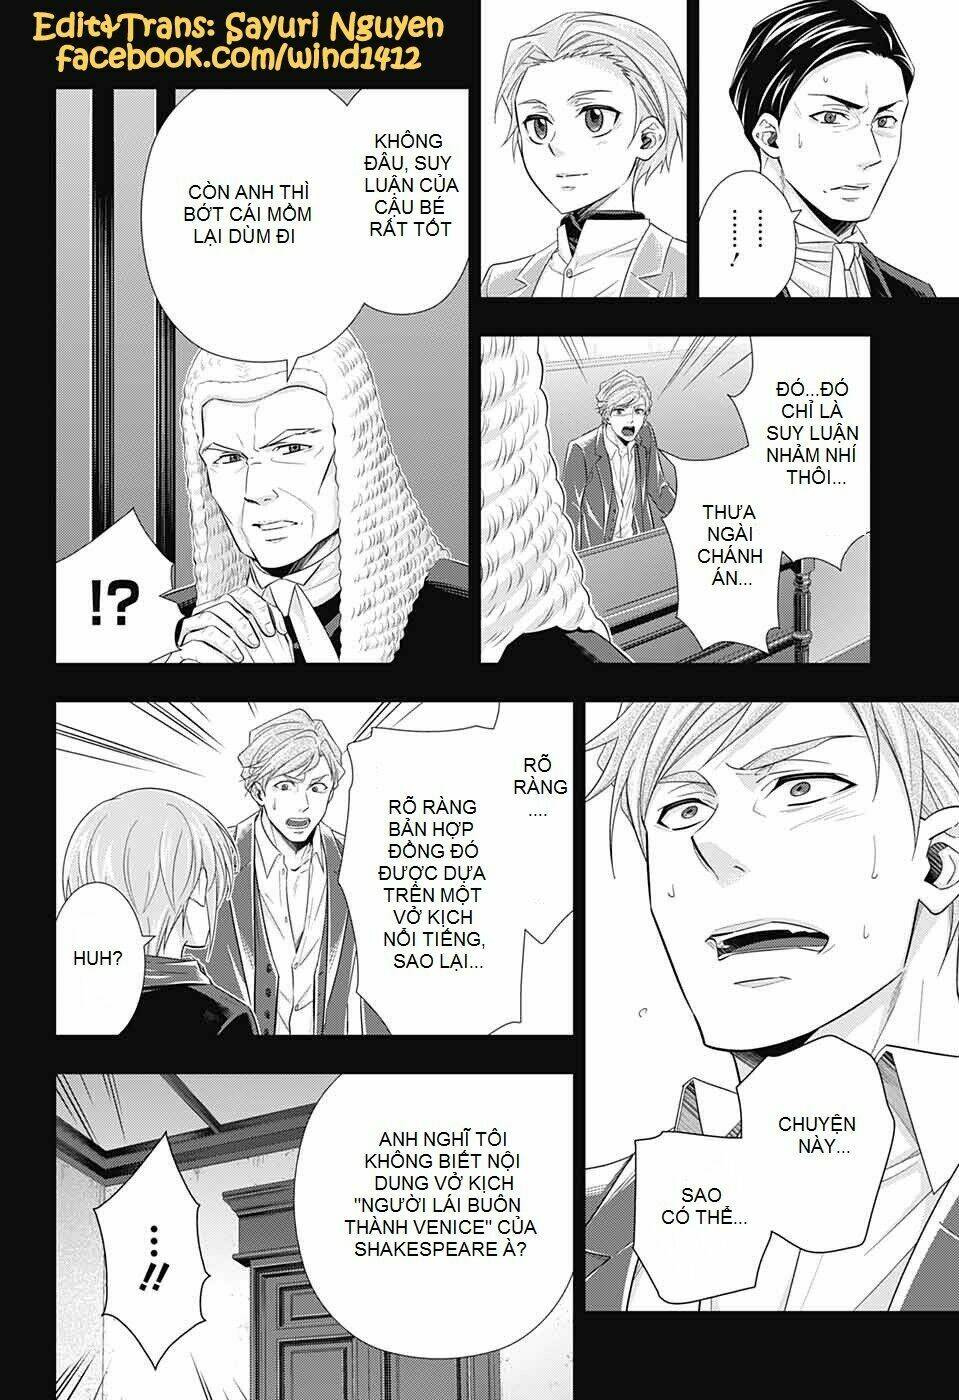 Edit&Trans: Sayuri Nguyen
facebook.com/wind1412
......!
ĐÓ...ĐÓ
CHỈ LÀ
SUY LUẬN
NHẢM NHÍ
THÔI...
THƯA
NGÀI
CHÁNH
ÁN...
KHÔNG
ĐÂU, SUY
LUẬN CỦA
CẬU BÉ
RẤT TỐT
CÒN ANH THÌ
BỚT CÁI MỒM
LẠI DÙM ĐI
!?
CHUYỆN
NÀY...
SAO
CÓ THỂ...
RÕ
RÀNG
....
RÕ RÀNG
BẢN HỢP
ĐỒNG ĐÓ
ĐƯỢC DỰA
TRÊN MỘT
VỞ KỊCH
NỔI TIẾNG,
SAO LẠI...
HUH?
ANH NGHĨ TÔI
KHÔNG BIẾT NỘI
DUNG VỞ KỊCH
"NGƯỜI LÁI BUÔN
THÀNH VENICE" CỦA
SHAKESPEARE À?
...!!